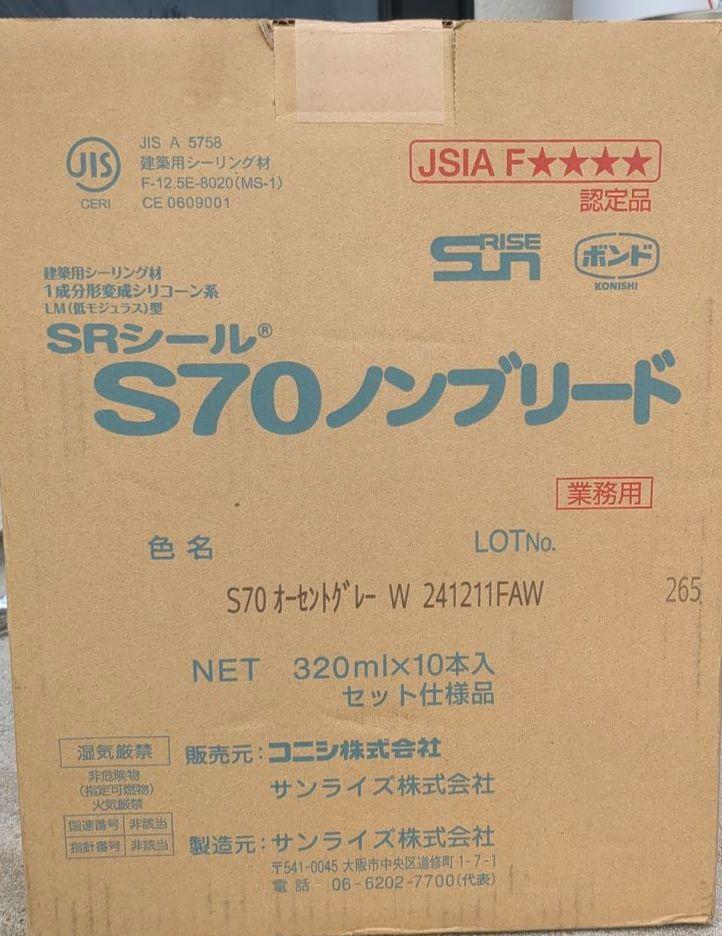 JIS
CERI
JIS A 5758
建築用シーリング材
F-12.5E-8020(MS-1)
CE 0609001
JSIA F★★★★
認定品
SUNRISE
ボンド
KONISHI
建築用シーリング材
1成分形変成シリコーン系
LM(低モジュラス)型
SRシール®
S70ノンブリード
業務用
色名 LOTNo.
S70 オーセントグレー W 241211FAW 265
NET 320ml×10本入
セット仕様品
湿気厳禁
非危険物
(指定可燃物)
火気厳禁
国連番号 非該当
指針番号 非該当
販売元:コニシ株式会社
サンライズ株式会社
製造元:サンライズ株式会社
〒541-0045 大阪市中央区道修町1-7-1
電話 06-6202-7700(代表)